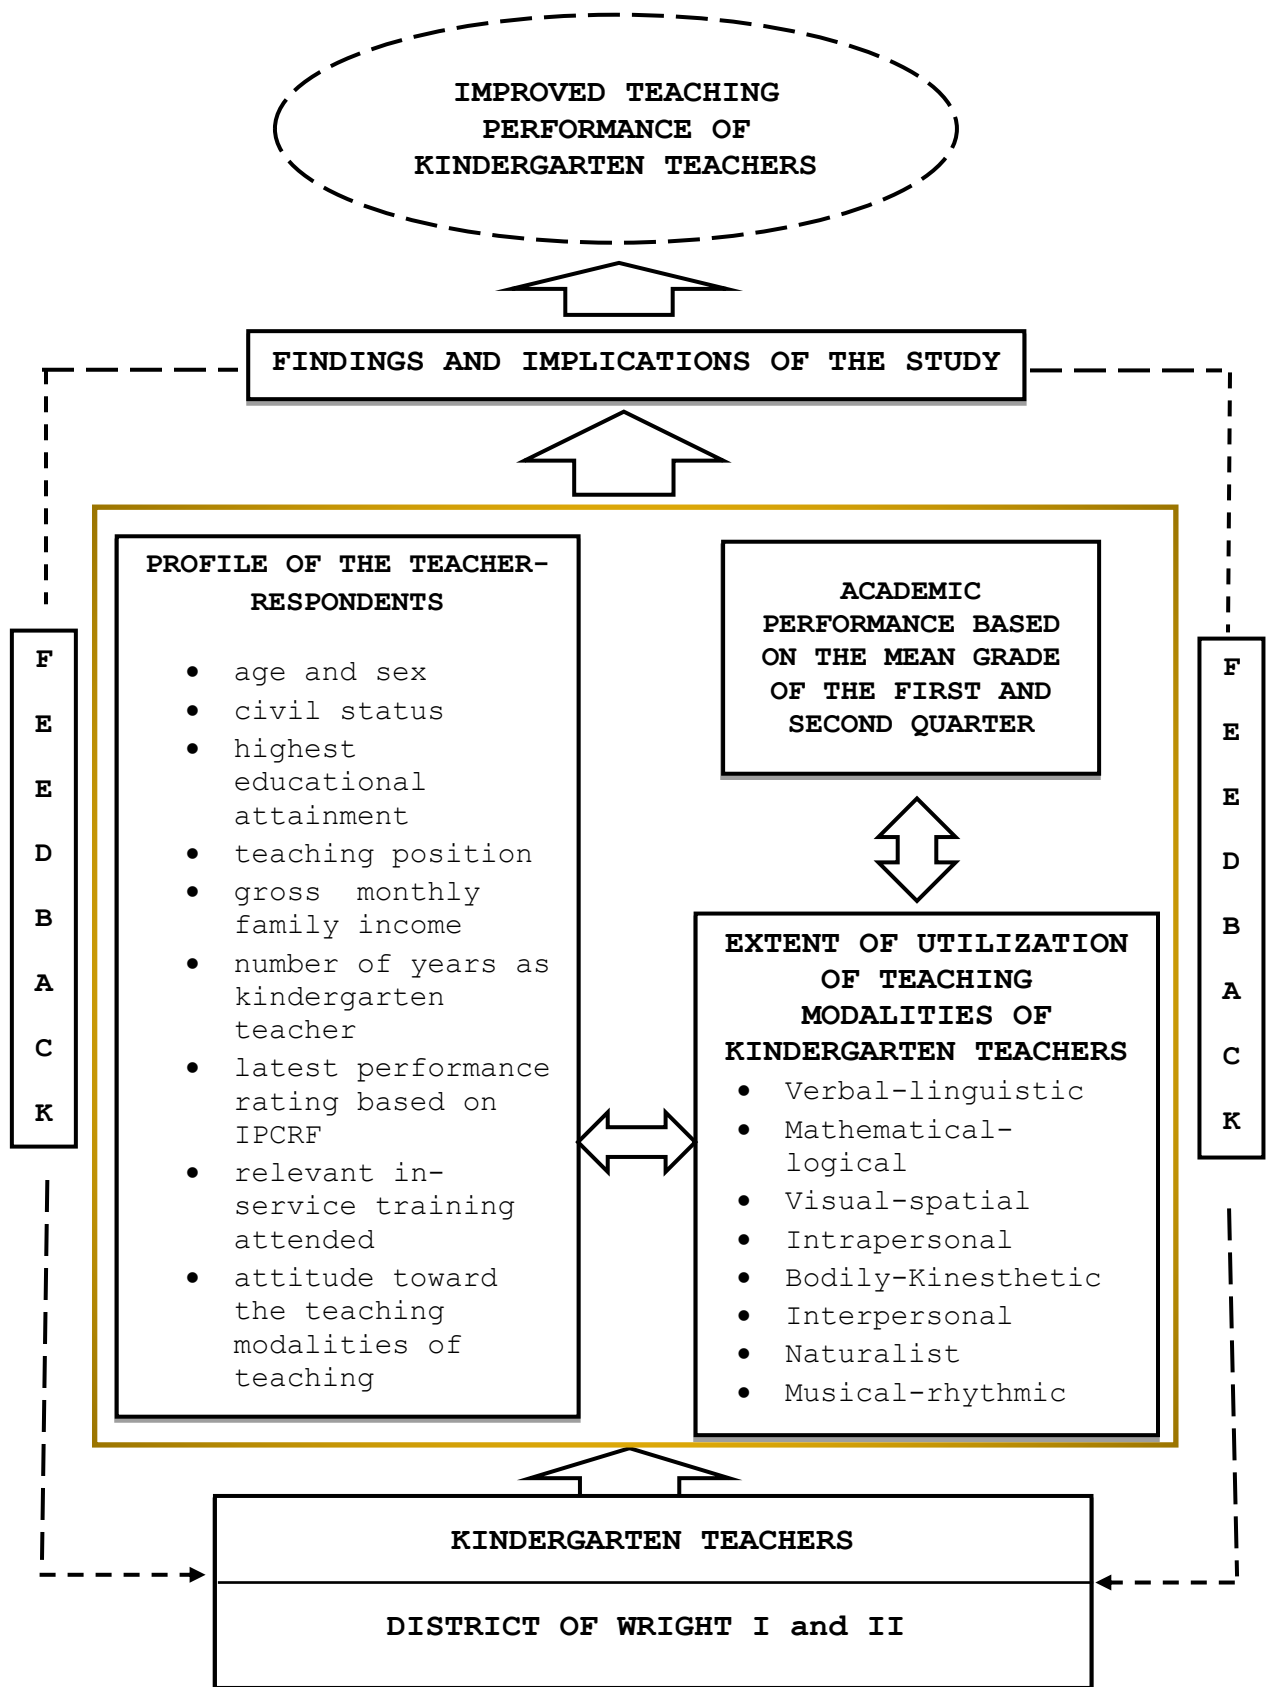 IMPROVED TEACHING
PERFORMANCE OF
KINDERGARTEN TEACHERS
FINDINGS AND IMPLICATIONS OF THE STUDY
F
E
E
D
B
A
C
K
PROFILE OF THE TEACHER-
RESPONDENTS
• age and sex
• civil status
• highest
educational
attainment
• teaching position
• gross monthly
family income
• number of years as
kindergarten
teacher
• latest performance
rating based on
IPCRF
• relevant in-
service training
attended
• attitude toward
the teaching
modalities of
teaching
ACADEMIC
PERFORMANCE BASED
ON THE MEAN GRADE
OF THE FIRST AND
SECOND QUARTER
EXTENT OF UTILIZATION
OF TEACHING
MODALITIES OF
KINDERGARTEN TEACHERS
• Verbal-linguistic
• Mathematical-
logical
• Visual-spatial
• Intrapersonal
• Bodily-Kinesthetic
• Interpersonal
• Naturalist
• Musical-rhythmic
F
E
E
D
B
A
C
K
KINDERGARTEN TEACHERS
DISTRICT OF WRIGHT I and II